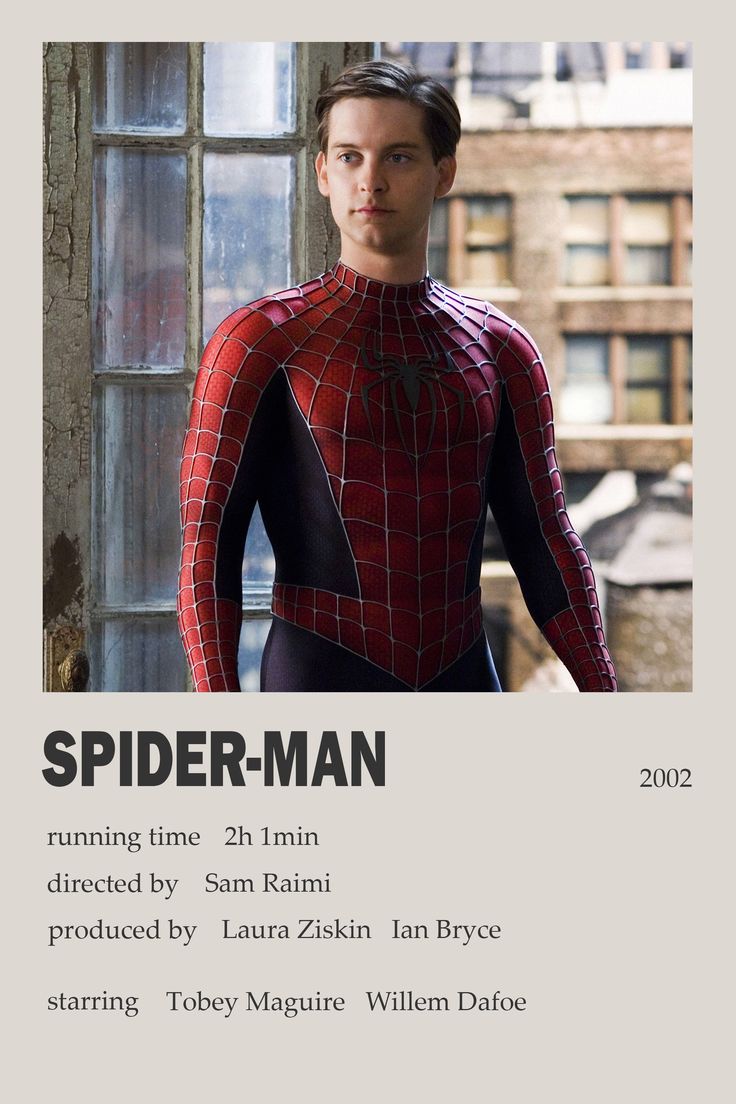 SPIDER-MAN
2002
running time 2h 1min
directed by Sam Raimi
produced by Laura Ziskin Ian Bryce
starring Tobey Maguire Willem Dafoe